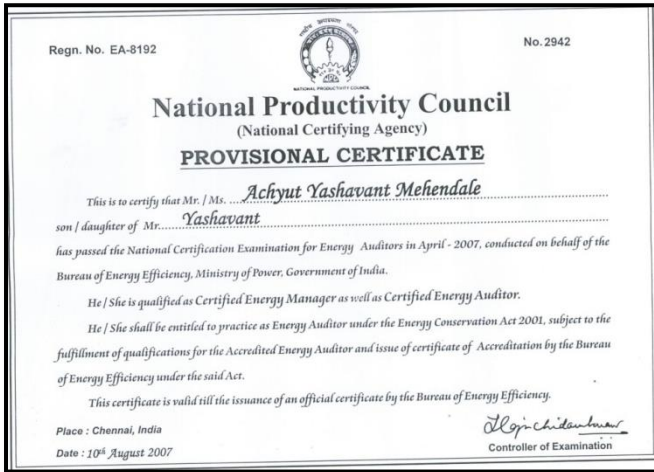 Regn. No. EA-8192
No. 2942
NATIONAL PRODUCTIVITY COUNCIL
National Productivity Council
(National Certifying Agency)
PROVISIONAL CERTIFICATE
This is to certify that Mr. / Ms. ....Achyut Yashavant Mehendale
son / daughter of Mr.....Yashavant
has passed the National Certification Examination for Energy Auditors in April - 2007, conducted on behalf of the
Bureau of Energy Efficiency, Ministry of Power, Government of India.
He / She is qualified as Certified Energy Manager as well as Certified Energy Auditor.
He / She shall be entitled to practice as Energy Auditor under the Energy Conservation Act 2001, subject to the
fulfillment of qualifications for the Accredited Energy Auditor and issue of certificate of Accreditation by the Bureau
of Energy Efficiency under the said Act.
This certificate is valid till the issuance of an official certificate by the Bureau of Energy Efficiency.
Place : Chennai, India
Date : 10th August 2007
Controller of Examination